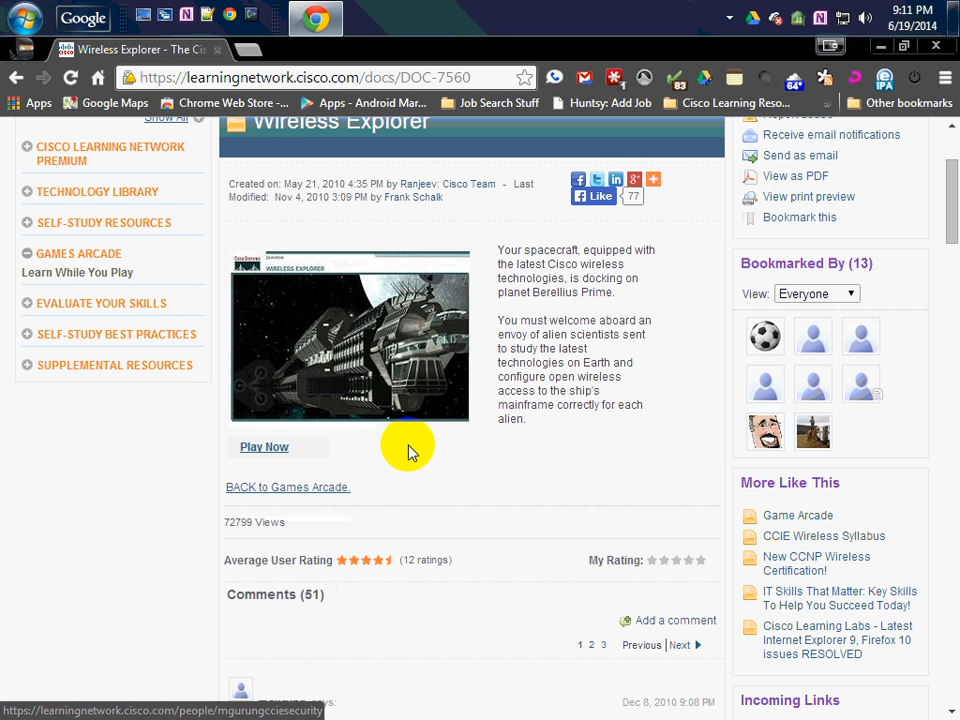 Google
9:11 PM
6/19/2014
Wireless Explorer - The Cis
https://learningnetwork.cisco.com/docs/DOC-7560
Apps
Google Maps
Chrome Web Store -...
Apps - Android Mar...
Job Search Stuff
Huntsy: Add Job
Cisco Learning Reso...
»
Other bookmarks
Show All
CISCO LEARNING NETWORK
PREMIUM
TECHNOLOGY LIBRARY
SELF-STUDY RESOURCES
GAMES ARCADE
Learn While You Play
EVALUATE YOUR SKILLS
SELF-STUDY BEST PRACTICES
SUPPLEMENTAL RESOURCES
Wireless Explorer
Created on: May 21, 2010 4:35 PM by Ranjeev: Cisco Team - Last
Modified: Nov 4, 2010 3:09 PM by Frank Schalk
Like 77
WIRELESS EXPLORER
Your spacecraft, equipped with
the latest Cisco wireless
technologies, is docking on
planet Berellius Prime.
You must welcome aboard an
envoy of alien scientists sent
to study the latest
technologies on Earth and
configure open wireless
access to the ship's
mainframe correctly for each
alien.
Play Now
BACK to Games Arcade.
72799 Views
Average User Rating (12 ratings)
My Rating:
Comments (51)
Add a comment
1 2 3 Previous | Next
Dec 8, 2010
https://learningnetwork.cisco.com/people/mgurungcciesecurity
Receive email notifications
Send as email
View as PDF
View print preview
Bookmark this
Bookmarked By (13)
View: Everyone
More Like This
Game Arcade
CCIE Wireless Syllabus
New CCNP Wireless
Certification!
IT Skills That Matter: Key Skills
To Help You Succeed Today!
Cisco Learning Labs - Latest
Internet Explorer 9, Firefox 10
issues RESOLVED
Incoming Links